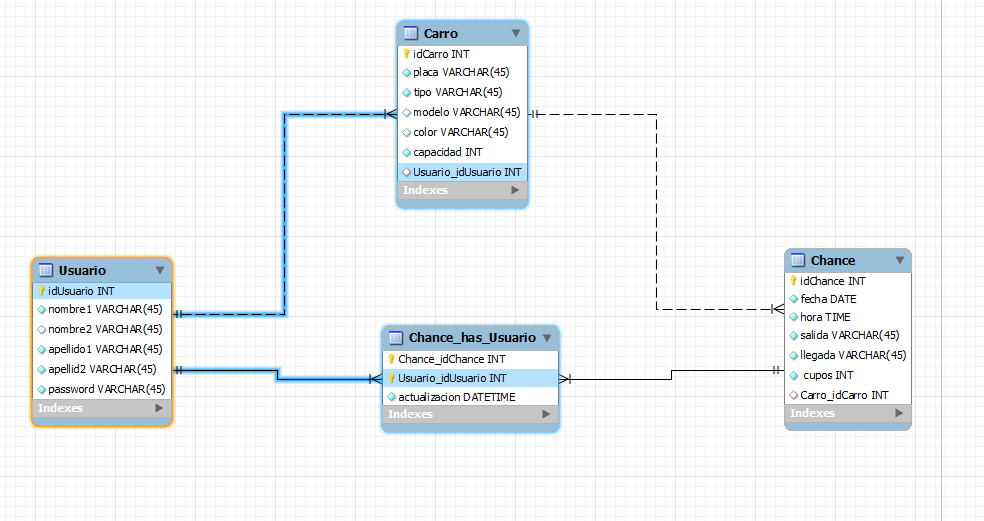 Carro
idCarro INT
placa VARCHAR(45)
tipo VARCHAR(45)
modelo VARCHAR(45)
color VARCHAR(45)
capacidad INT
Usuario_idUsuario INT
Indexes
Usuario
idUsuario INT
nombre1 VARCHAR(45)
nombre2 VARCHAR(45)
apellido1 VARCHAR(45)
apellid2 VARCHAR(45)
password VARCHAR(45)
Indexes
Chance_has_Usuario
Chance_idChance INT
Usuario_idUsuario INT
actualizacion DATETIME
Indexes
Chance
idChance INT
fecha DATE
hora TIME
salida VARCHAR(45)
llegada VARCHAR(45)
cupos INT
Carro_idCarro INT
Indexes